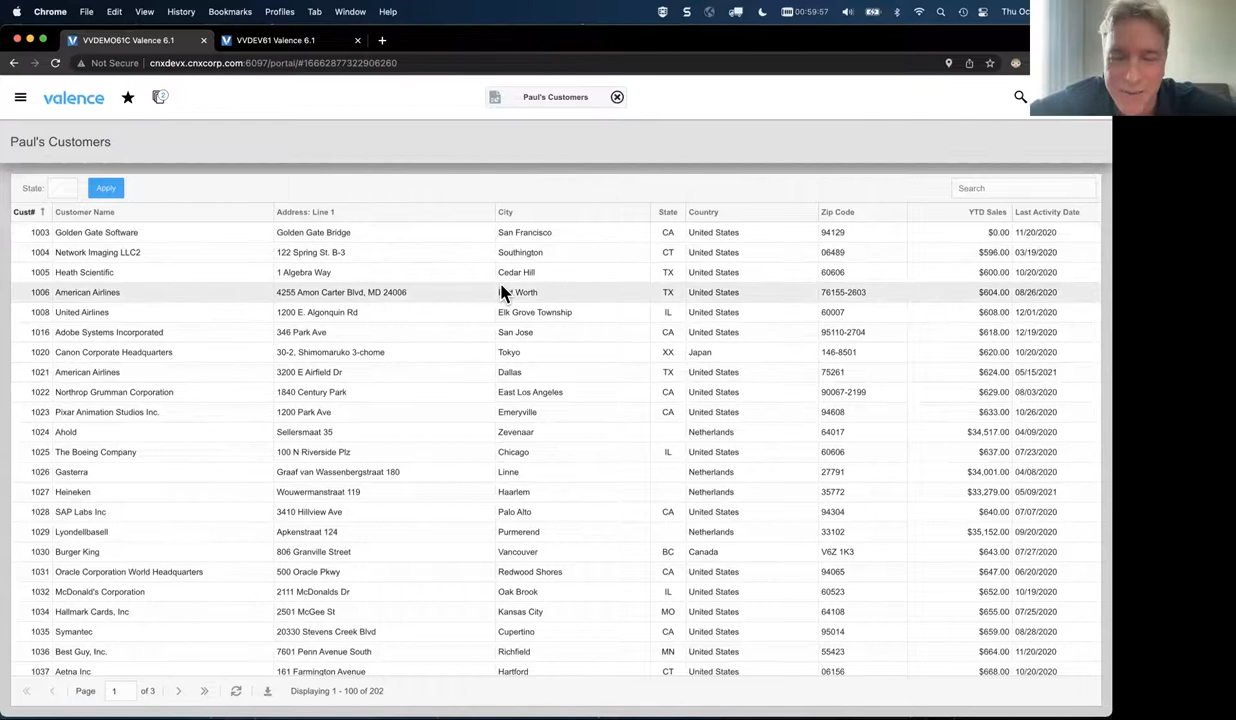 Chrome File Edit View History Bookmarks Profiles Tab Window Help S 00:59:57 Thu Oc
V VVDEMO61C Valence 6.1 × V VVDEV61 Valence 6.1 × +
Not Secure cnxdevx.cnxcorp.com:6097/portal/#16662877322906260
valence 2 Paul's Customers
Paul's Customers
State: Apply Search
Cust# Customer Name Address: Line 1 City State Country Zip Code YTD Sales Last Activity Date
1003 Golden Gate Software Golden Gate Bridge San Francisco CA United States 94129 $0.00 11/20/2020
1004 Network Imaging LLC2 122 Spring St. B-3 Southington CT United States 06489 $596.00 03/19/2020
1005 Heath Scientific 1 Algebra Way Cedar Hill TX United States 60606 $600.00 10/20/2020
1006 American Airlines 4255 Amon Carter Blvd, MD 24006 Worth TX United States 76155-2603 $604.00 08/26/2020
1008 United Airlines 1200 E. Algonquin Rd Elk Grove Township IL United States 60007 $608.00 12/01/2020
1016 Adobe Systems Incorporated 346 Park Ave San Jose CA United States 95110-2704 $618.00 12/19/2020
1020 Canon Corporate Headquarters 30-2, Shimomaruko 3-chome Tokyo XX Japan 146-8501 $620.00 10/20/2020
1021 American Airlines 3200 E Airfield Dr Dallas TX United States 75261 $624.00 05/15/2021
1022 Northrop Grumman Corporation 1840 Century Park East Los Angeles CA United States 90067-2199 $629.00 08/03/2020
1023 Pixar Animation Studios Inc. 1200 Park Ave Emeryville CA United States 94608 $633.00 10/26/2020
1024 Ahold Sellersmaat 35 Zevenaar Netherlands 64017 $34,517.00 04/09/2020
1025 The Boeing Company 100 N Riverside Plz Chicago IL United States 60606 $637.00 07/23/2020
1026 Gasterra Graaf van Wassenbergstraat 180 Linne Netherlands 27791 $34,001.00 04/08/2020
1027 Heineken Wouwermanstraat 119 Haarlem Netherlands 35772 $33,279.00 05/09/2021
1028 SAP Labs Inc 3410 Hillview Ave Palo Alto CA United States 94304 $640.00 07/07/2020
1029 Lyondellbasell Apkenstraat 124 Purmerend Netherlands 33102 $35,152.00 09/20/2020
1030 Burger King 806 Granville Street Vancouver BC Canada V6Z 1K3 $643.00 07/27/2020
1031 Oracle Corporation World Headquarters 500 Oracle Pkwy Redwood Shores CA United States 94065 $647.00 06/20/2020
1032 McDonald's Corporation 2111 McDonalds Dr Oak Brook IL United States 60523 $652.00 10/19/2020
1034 Hallmark Cards, Inc 2501 McGee St Kansas City MO United States 64108 $655.00 07/25/2020
1035 Symantec 20330 Stevens Creek Blvd Cupertino CA United States 95014 $659.00 08/28/2020
1036 Best Guy, Inc. 7601 Penn Avenue South Richfield MN United States 55423 $664.00 11/20/2020
1037 Aetna Inc 161 Farmington Avenue Hartford CT United States 06156 $668.00 10/20/2020
Page 1 of 3 Displaying 1 - 100 of 202